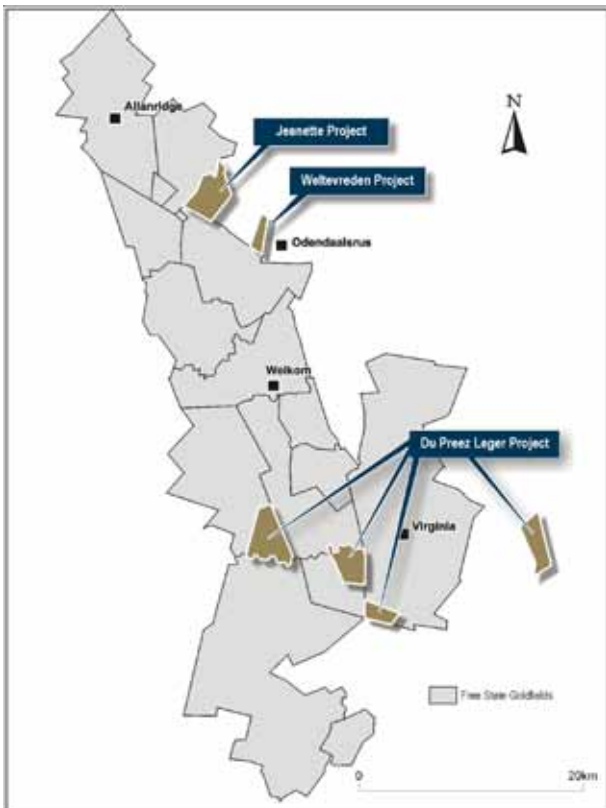 Allanridge
N
Jeanette Project
Weltevreden Project
Odendaalsrus
Welkom
Du Preez Leger Project
Virginia
Free State Goldfields
0 20km